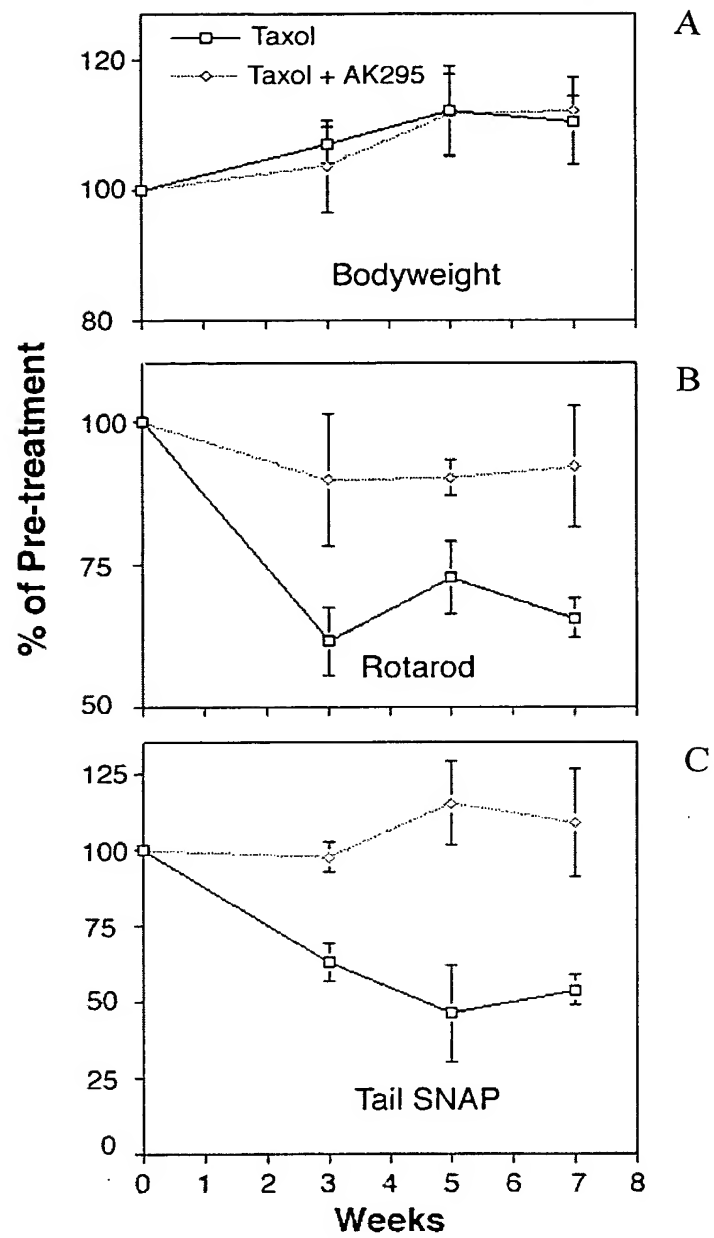 A
Taxol
Taxol + AK295
120
100
80
Bodyweight
B
100
75
50
Rotarod
C
125
100
75
50
25
0
Tail SNAP
0 1 2 3 4 5 6 7 8
Weeks
% of Pre-treatment